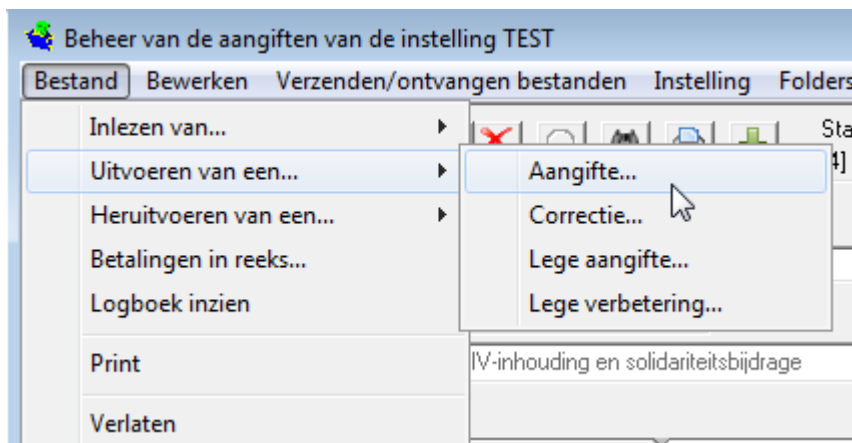 Beheer van de aangiften van de instelling TEST
Bestand Bewerken Verzenden/ontvangen bestanden Instelling Folders
Inlezen van...
Sta
Uitvoeren van een...
Aangifte...
4]
Heruitvoeren van een...
Correctie...
Betalingen in reeks...
Lege aangifte...
Logboek inzien
Lege verbetering...
Print
IV-inhouding en solidariteitsbijdrage
Verlaten